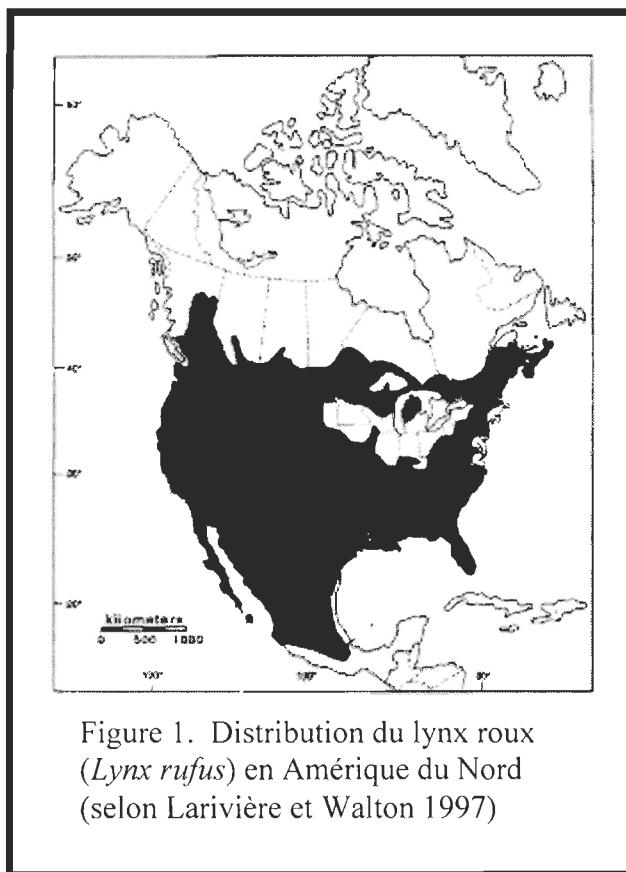 kilometers
0 500 1000
Figure 1. Distribution du lynx roux
(Lynx rufus) en Amérique du Nord
(selon Larivière et Walton 1997)